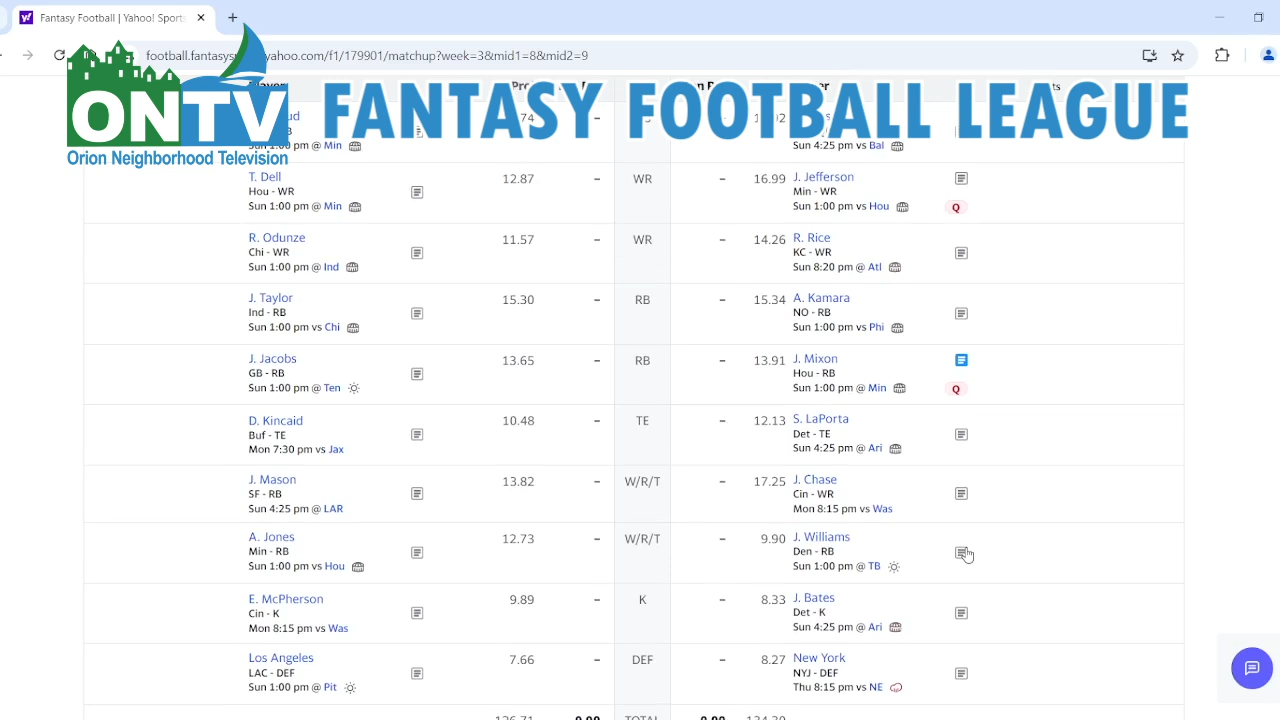 Fantasy Football | Yahoo! Sports
football.fantasysp yahoo.com/f1/179901/matchup?week=3&mid1=8&mid2=9
ONTV
Orion Neighborhood Television
FANTASY FOOTBALL LEAGUE
Sun 1:00 pm @ Min
Sun 4:25 pm vs Bal
T. Dell 12.87 – WR – 16.99 J. Jefferson
Hou - WR Min - WR
Sun 1:00 pm @ Min Sun 1:00 pm vs Hou Q
R. Odunze 11.57 – WR – 14.26 R. Rice
Chi - WR KC - WR
Sun 1:00 pm @ Ind Sun 8:20 pm @ Atl
J. Taylor 15.30 – RB – 15.34 A. Kamara
Ind - RB NO - RB
Sun 1:00 pm vs Chi Sun 1:00 pm vs Phi
J. Jacobs 13.65 – RB – 13.91 J. Mixon
GB - RB Hou - RB
Sun 1:00 pm @ Ten Sun 1:00 pm @ Min Q
D. Kincaid 10.48 – TE – 12.13 S. LaPorta
Buf - TE Det - TE
Mon 7:30 pm vs Jax Sun 4:25 pm @ Ari
J. Mason 13.82 – W/R/T – 17.25 J. Chase
SF - RB Cin - WR
Sun 4:25 pm @ LAR Mon 8:15 pm vs Was
A. Jones 12.73 – W/R/T – 9.90 J. Williams
Min - RB Den - RB
Sun 1:00 pm vs Hou Sun 1:00 pm @ TB
E. McPherson 9.89 – K – 8.33 J. Bates
Cin - K Det - K
Mon 8:15 pm vs Was Sun 4:25 pm @ Ari
Los Angeles 7.66 – DEF – 8.27 New York
LAC - DEF NYJ - DEF
Sun 1:00 pm @ Pit Thu 8:15 pm vs NE
126.71 0.00 TOTAL 0.00 134.39